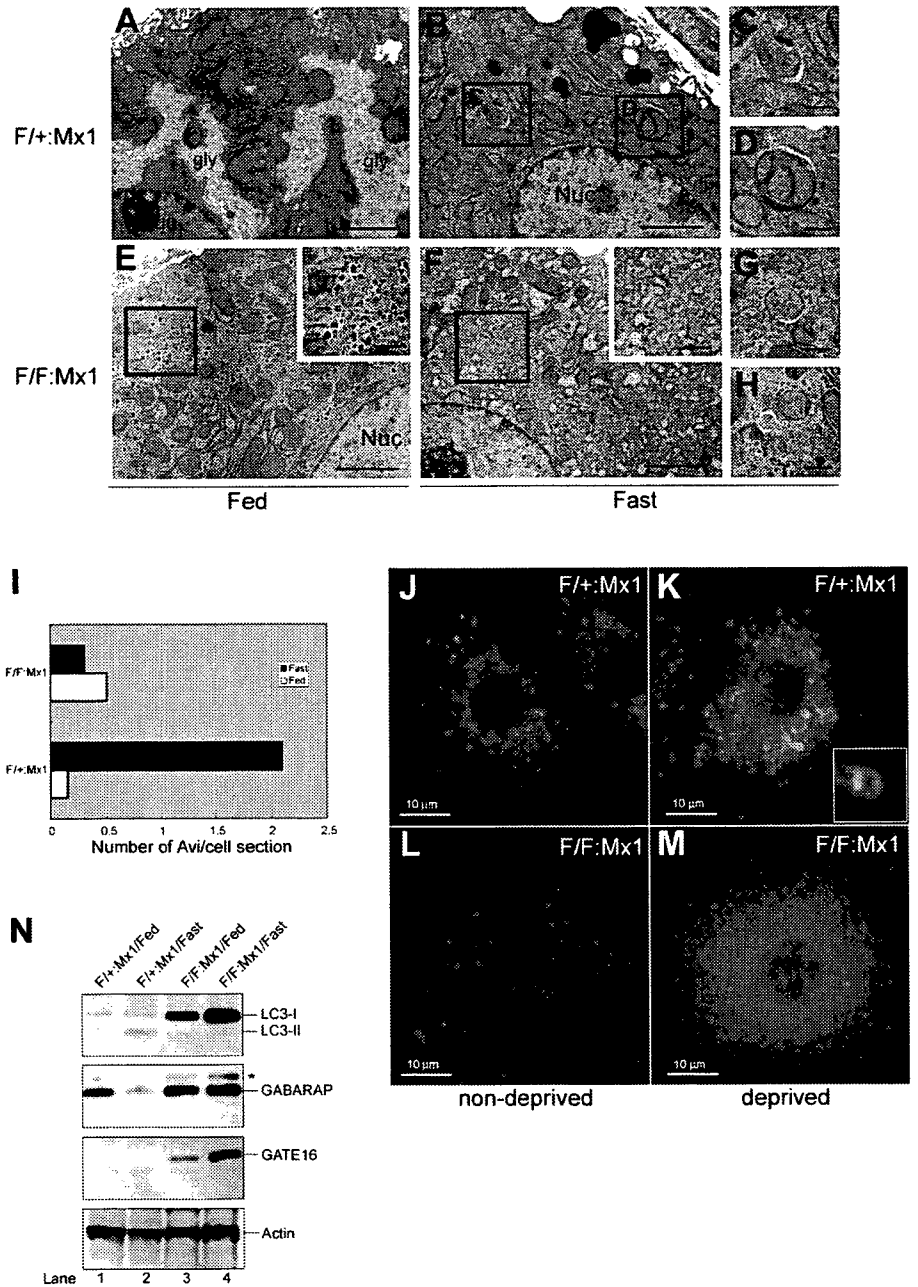 A
B
C
F/+:Mx1
gly
gly
Nuc
D
E
F
G
F/F:Mx1
H
Nuc
Fed
Fast
I
F/F:Mx1
F/+:Mx1
Fast
Fed
0 0.5 1 1.5 2 2.5
Number of Avi/cell section
J F/+:Mx1
K F/+:Mx1
10 µm
10 µm
L F/F:Mx1
M F/F:Mx1
10 µm
10 µm
non-deprived
deprived
N
F/+:Mx1/Fed
F/+:Mx1/Fast
F/F:Mx1/Fed
F/F:Mx1/Fast
LC3-I
LC3-II
*
GABARAP
GATE16
Actin
Lane 1 2 3 4